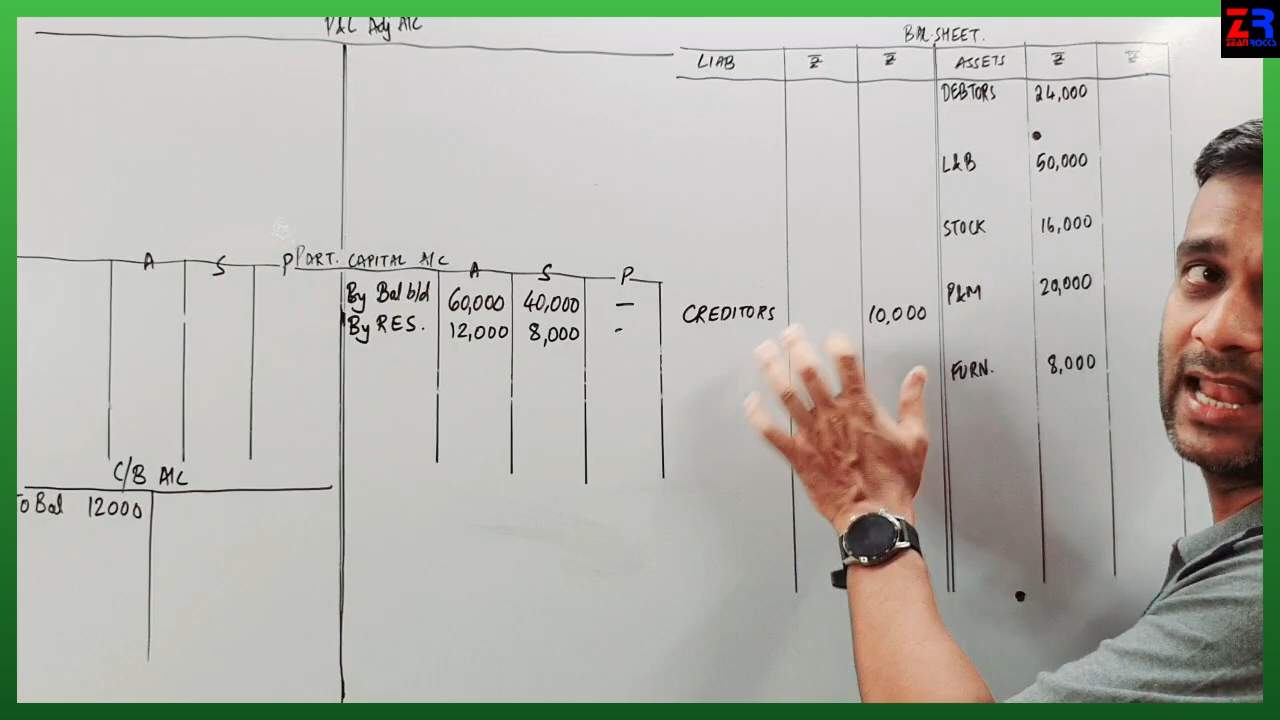 P&L Adj A/C
BAL. SHEET.
ZR
ZEAN ROCKS
LIAB ₹ ₹ ASSETS ₹ ₹
DEBTORS 24,000
L&B 50,000
STOCK 16,000
P&M 20,000
FURN. 8,000
CREDITORS 10,000
PART. CAPITAL A/C
A S P A S P
By Bal b/d 60,000 40,000 —
By RES. 12,000 8,000 -
C/B A/C
To Bal 12000